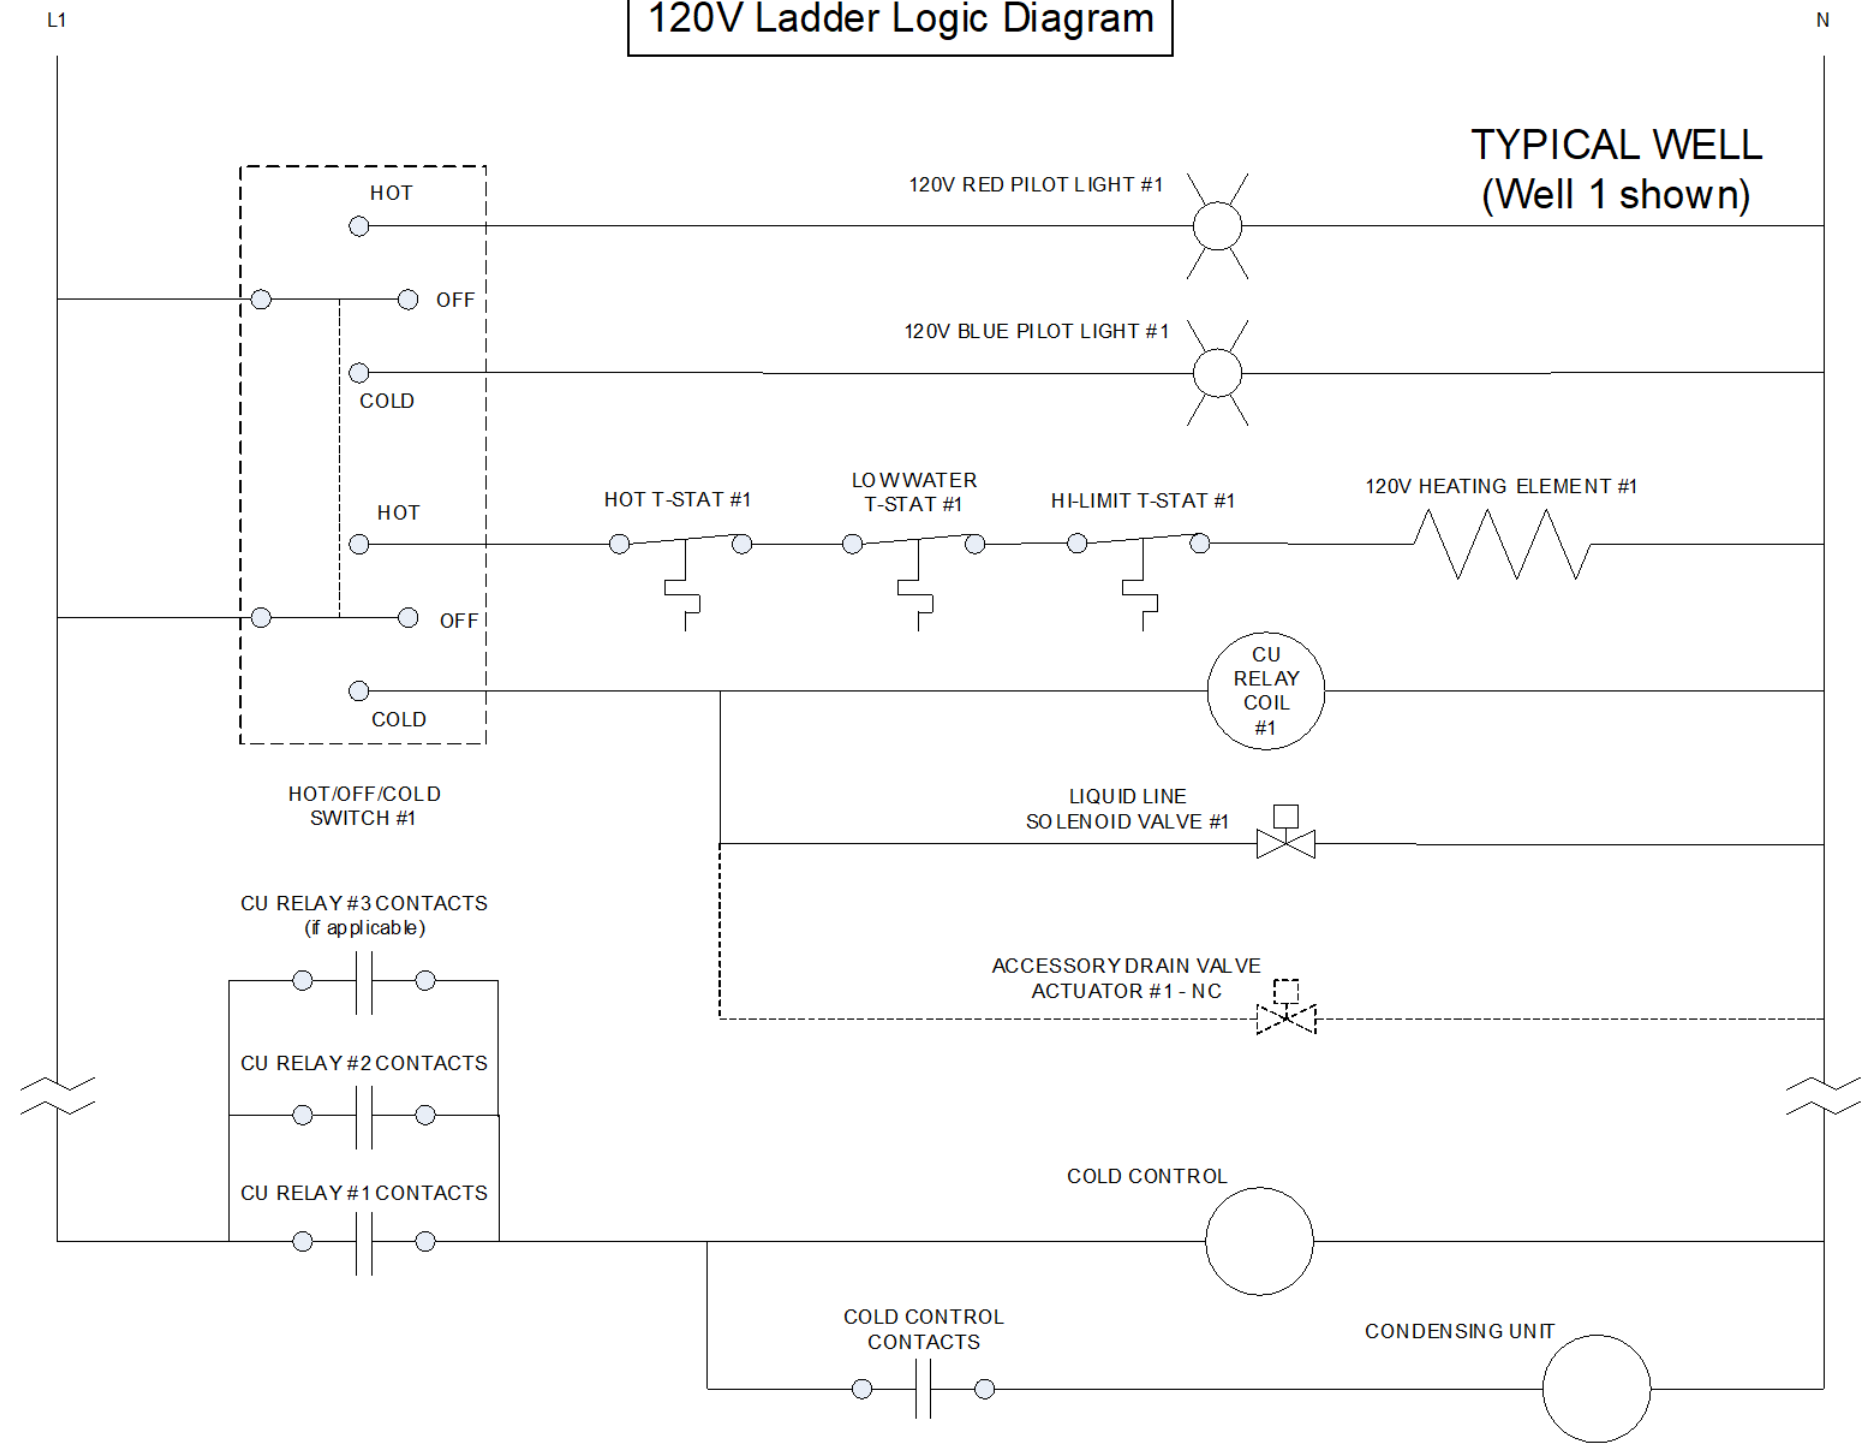 L1
120V Ladder Logic Diagram
N
TYPICAL WELL
(Well 1 shown)
HOT
120V RED PILOT LIGHT #1
OFF
120V BLUE PILOT LIGHT #1
COLD
HOT
HOT T-STAT #1
LOW WATER
T-STAT #1
HI-LIMIT T-STAT #1
120V HEATING ELEMENT #1
OFF
CU
RELAY
COIL
#1
COLD
HOT/OFF/COLD
SWITCH #1
LIQUID LINE
SOLENOID VALVE #1
CU RELAY #3 CONTACTS
(if applicable)
ACCESSORY DRAIN VALVE
ACTUATOR #1 - NC
CU RELAY #2 CONTACTS
CU RELAY #1 CONTACTS
COLD CONTROL
COLD CONTROL
CONTACTS
CONDENSING UNIT